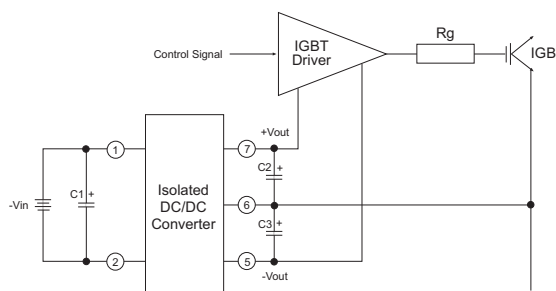 Control Signal
IGBT
Driver
Rg
IGB
+Vout
1
7
C2 +
C1 +
-Vin
Isolated
DC/DC
Converter
6
C3 +
2
5
-Vout